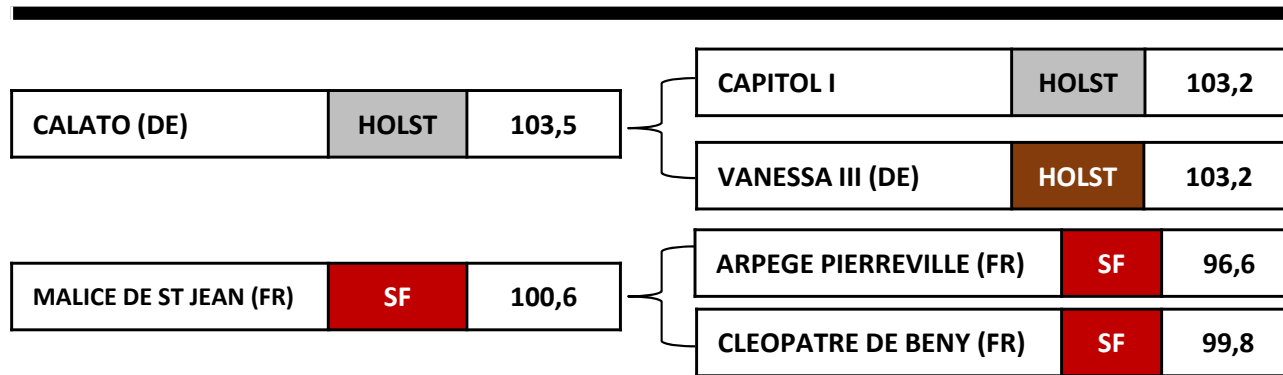 CAPITOL I HOLST 103,2
CALATO (DE) HOLST 103,5
VANESSA III (DE) HOLST 103,2
ARPEGE PIERREVILLE (FR) SF 96,6
MALICE DE ST JEAN (FR) SF 100,6
CLEOPATRE DE BENY (FR) SF 99,8